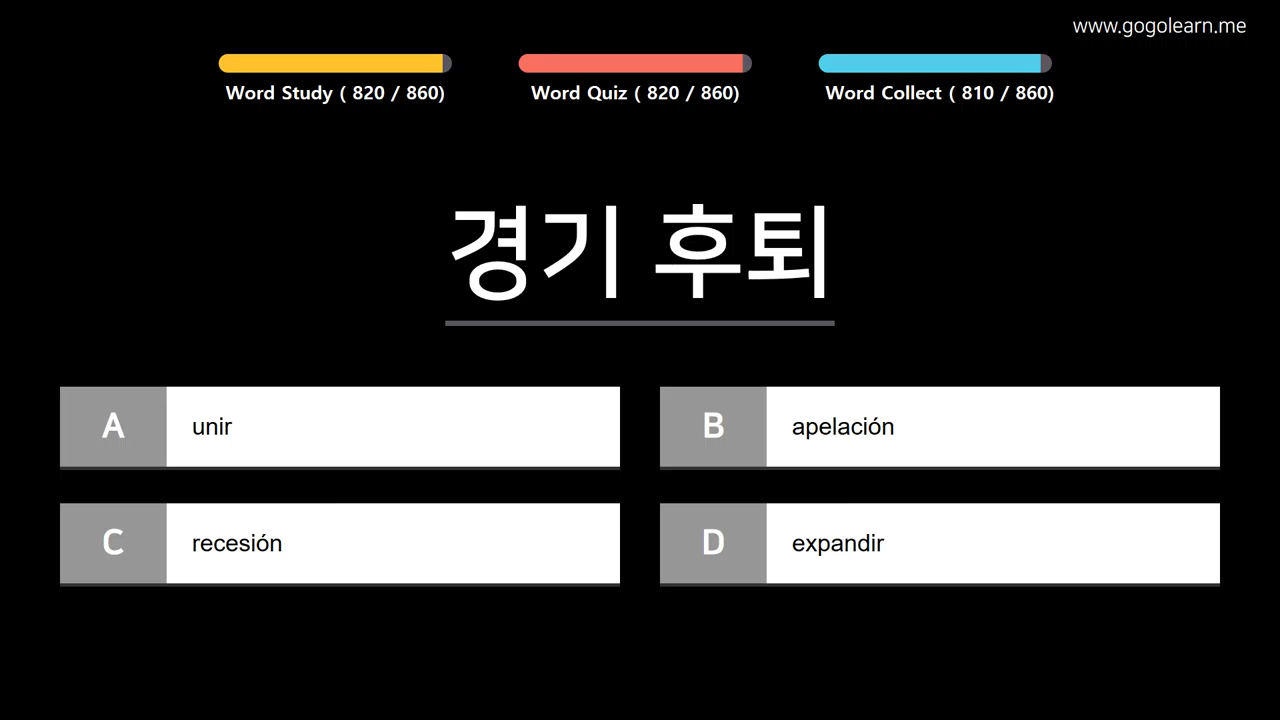 www.gogolearn.me
Word Study ( 820 / 860)
Word Quiz ( 820 / 860)
Word Collect ( 810 / 860)
경기 후퇴
A
unir
B
apelación
C
recesión
D
expandir